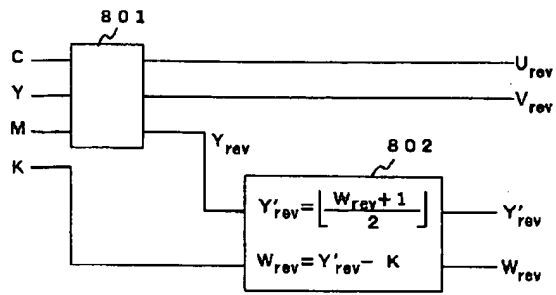 801
C
Y
M
K
U_rev
V_rev
Y_rev
802
Y'_rev = ⌊(W_rev + 1) / 2⌋
W_rev = Y'_rev - K
Y'_rev
W_rev